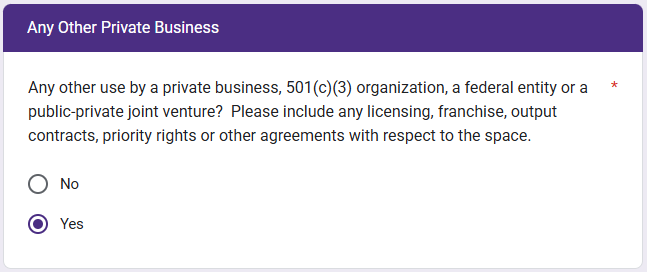 Any Other Private Business
Any other use by a private business, 501(c)(3) organization, a federal entity or a *
public-private joint venture?  Please include any licensing, franchise, output
contracts, priority rights or other agreements with respect to the space.
No
Yes